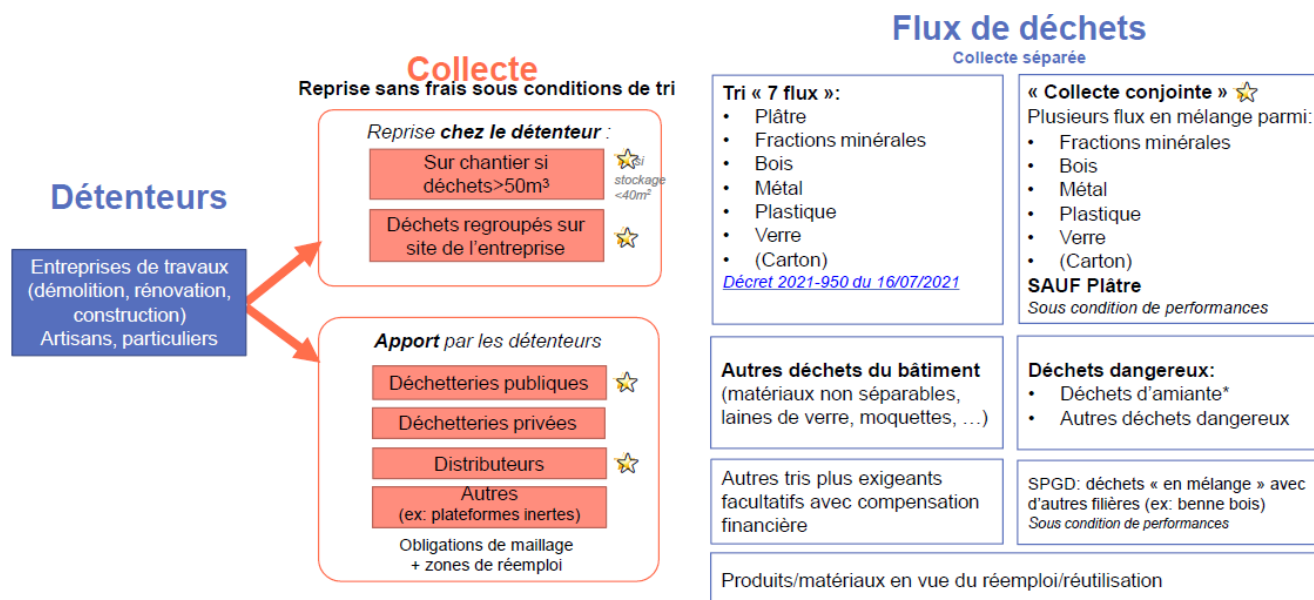 Détenteurs
Entreprises de travaux
(démolition, rénovation,
construction)
Artisans, particuliers
Collecte
Reprise sans frais sous conditions de tri
Reprise chez le détenteur :
Sur chantier si
déchets>50m³
si
stockage
<40m²
Déchets regroupés sur
site de l'entreprise
Apport par les détenteurs
Déchetteries publiques
Déchetteries privées
Distributeurs
Autres
(ex: plateformes inertes)
Obligations de maillage
+ zones de réemploi
Flux de déchets
Collecte séparée
Tri « 7 flux »:
• Plâtre
• Fractions minérales
• Bois
• Métal
• Plastique
• Verre
• (Carton)
Décret 2021-950 du 16/07/2021
« Collecte conjointe »
Plusieurs flux en mélange parmi:
• Fractions minérales
• Bois
• Métal
• Plastique
• Verre
• (Carton)
SAUF Plâtre
Sous condition de performances
Autres déchets du bâtiment
(matériaux non séparables,
laines de verre, moquettes, …)
Déchets dangereux:
• Déchets d'amiante*
• Autres déchets dangereux
Autres tris plus exigeants
facultatifs avec compensation
financière
SPGD: déchets « en mélange » avec
d'autres filières (ex: benne bois)
Sous condition de performances
Produits/matériaux en vue du réemploi/réutilisation